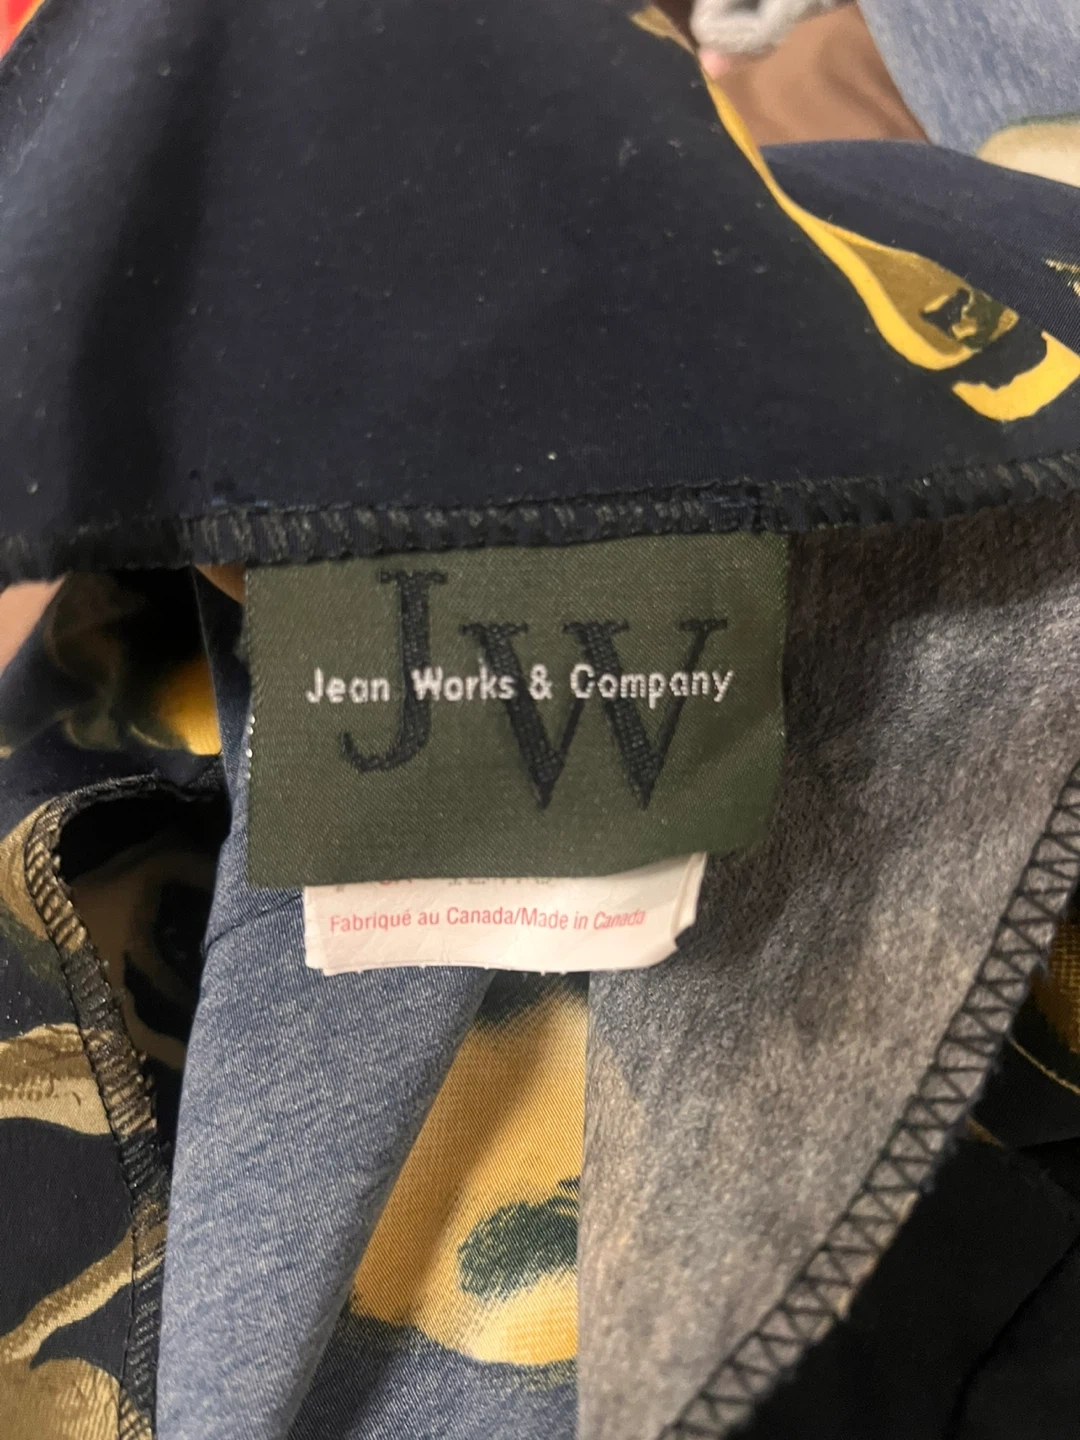 JW
Jean Works & Company
Fabriqué au Canada/Made in Canada